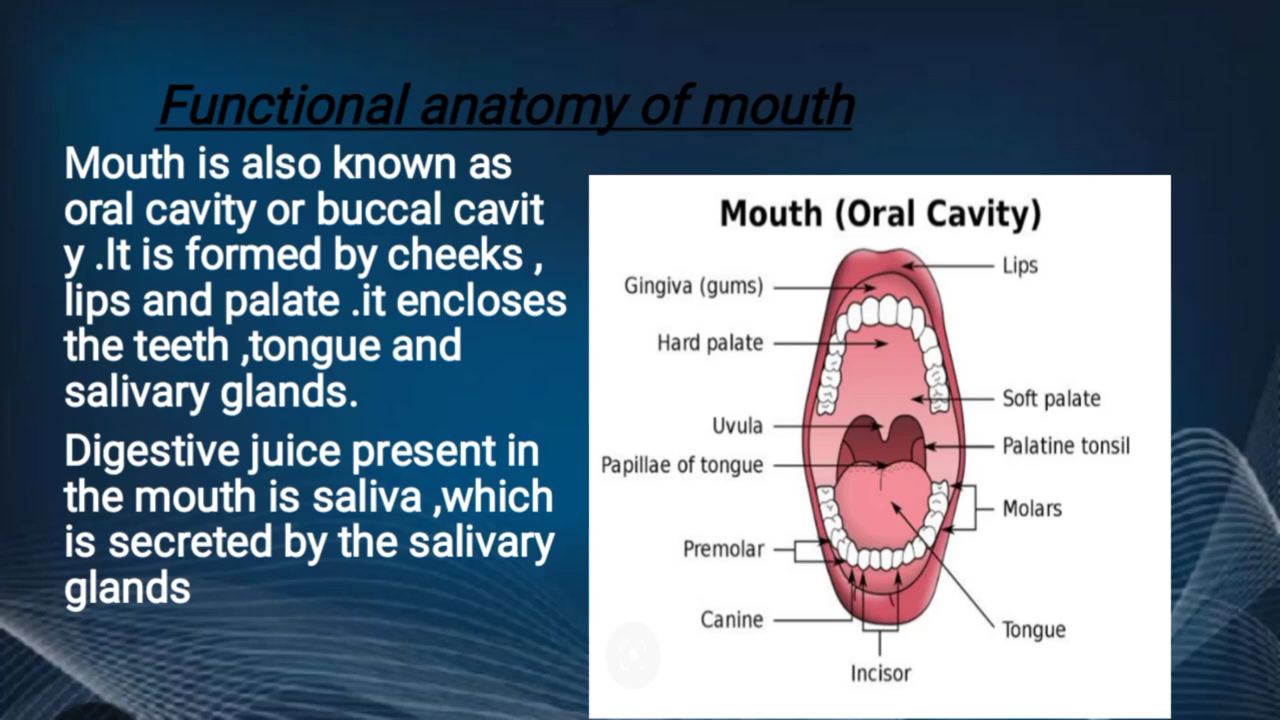 Functional anatomy of mouth
Mouth is also known as
oral cavity or buccal cavit
y .It is formed by cheeks ,
lips and palate .it encloses
the teeth ,tongue and
salivary glands.
Digestive juice present in
the mouth is saliva ,which
is secreted by the salivary
glands
Mouth (Oral Cavity)
Lips
Gingiva (gums)
Hard palate
Soft palate
Uvula
Palatine tonsil
Papillae of tongue
Molars
Premolar
Canine
Tongue
Incisor